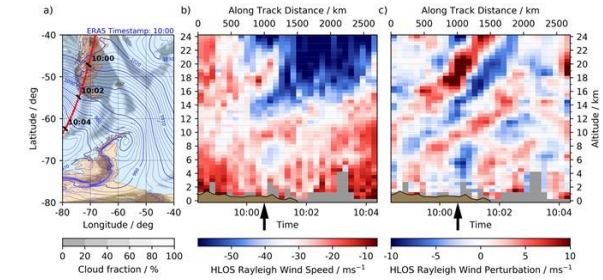 Along Track Distance / km
Along Track Distance / km
a)
ERA5 Timestamp: 10:00
b)
0 500 1000 1500 2000 2500
c)
0 500 1000 1500 2000 2500
-40
-50
-60
-70
-80
Latitude / deg
10:00
10:02
10:04
-80 -70 -60 -50 -40
Longitude / deg
24
22
20
18
16
14
12
10
8
6
4
2
0
10:00 10:02 10:04
Time
24
22
20
18
16
14
12
10
8
6
4
2
0
Altitude / km
10:00 10:02 10:04
Time
0 20 40 60 80 100
Cloud fraction / %
-50 -40 -30 -20 -10
HLOS Rayleigh Wind Speed / ms⁻¹
-10 -5 0 5 10
HLOS Rayleigh Wind Perturbation / ms⁻¹